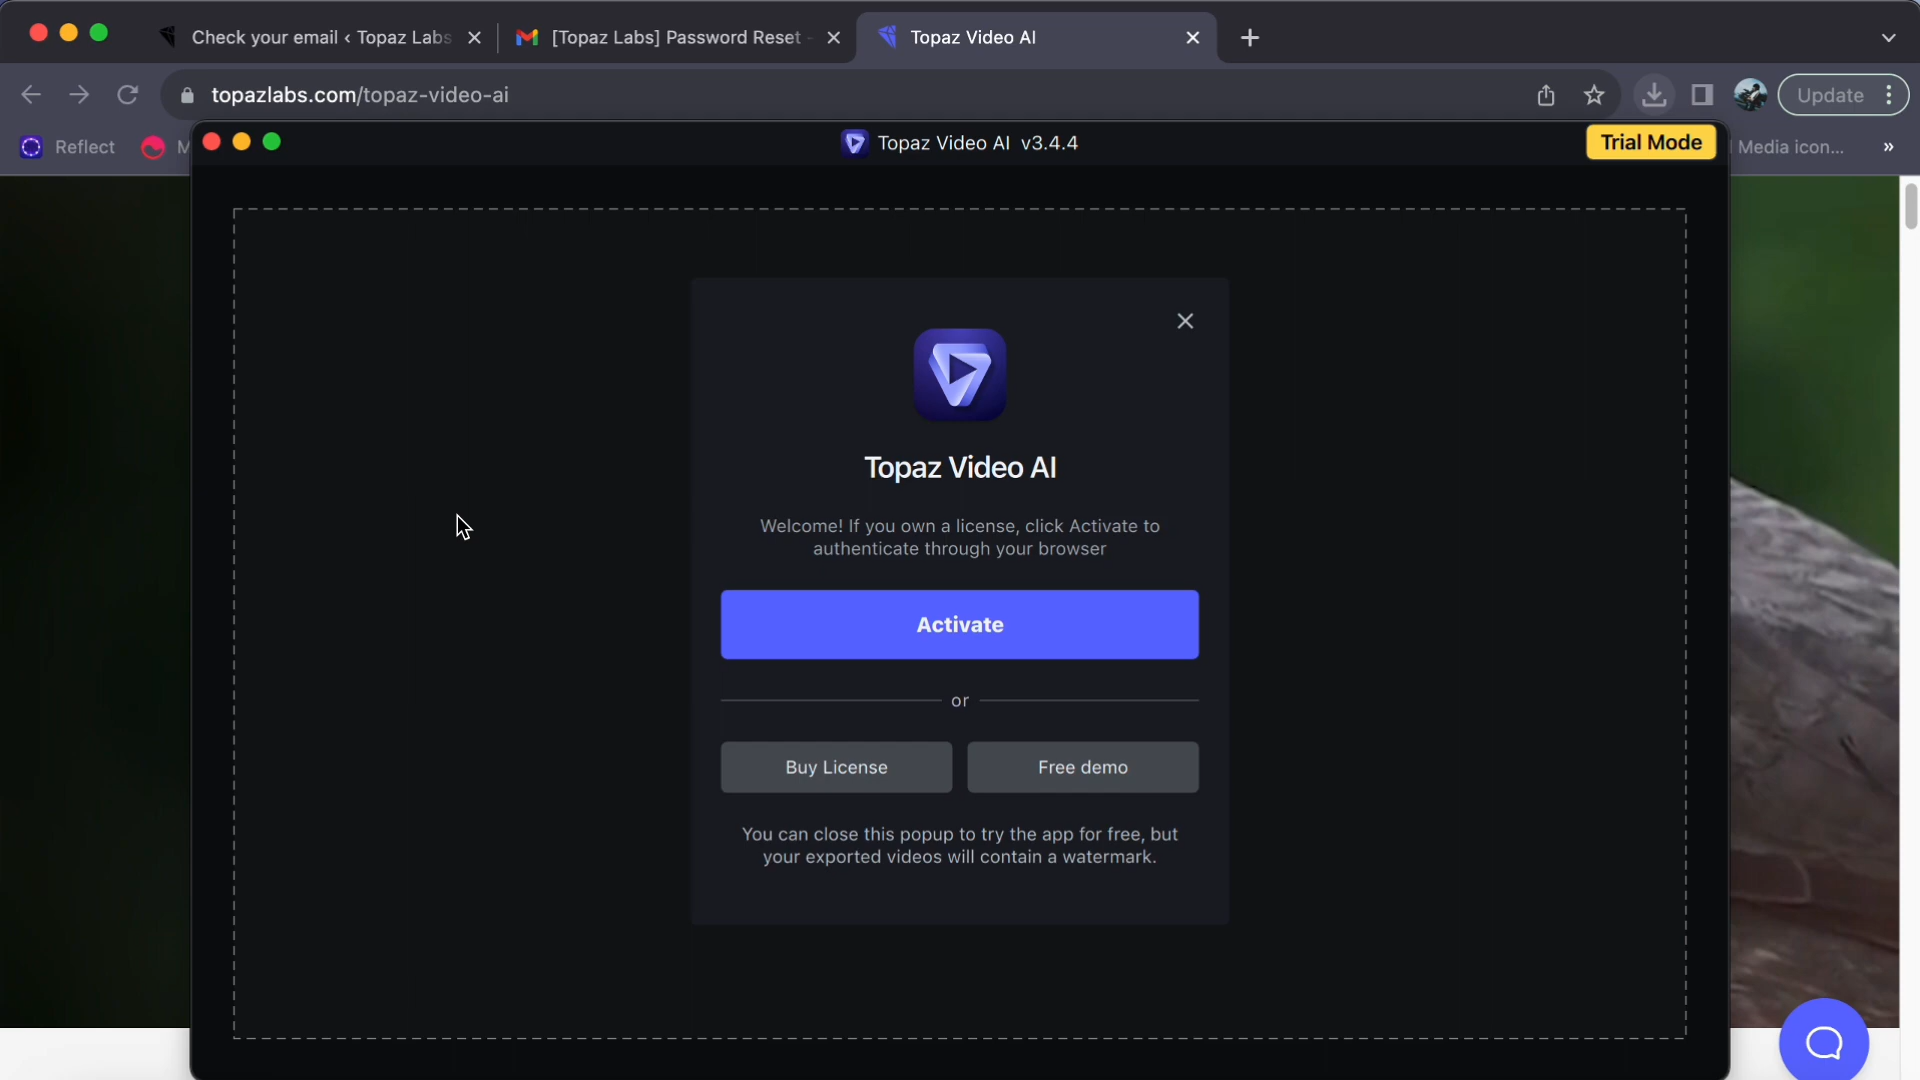 Check your email ‹ Topaz Labs
[Topaz Labs] Password Reset -
Topaz Video AI
topazlabs.com/topaz-video-ai
Update
Reflect
M
Topaz Video AI v3.4.4
Trial Mode
Media icon...
»
Topaz Video AI
Welcome! If you own a license, click Activate to
authenticate through your browser
Activate
or
Buy License
Free demo
You can close this popup to try the app for free, but
your exported videos will contain a watermark.